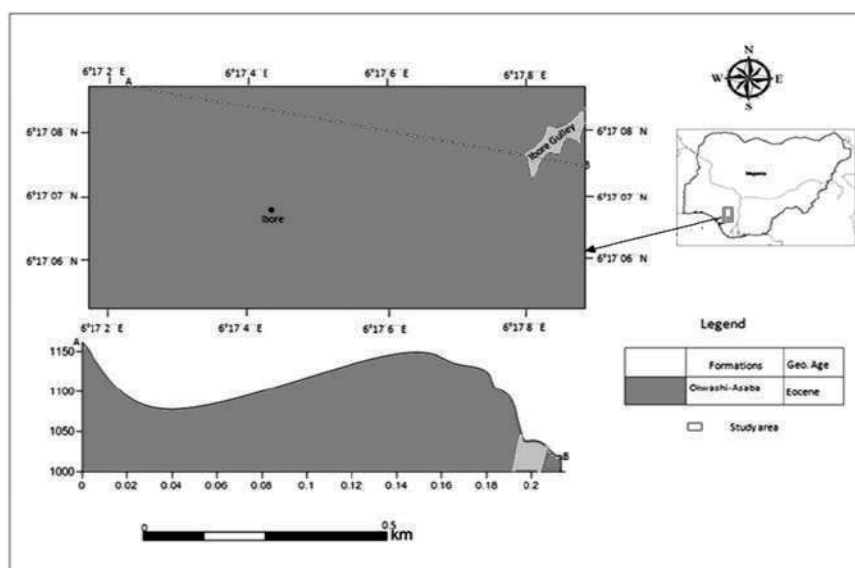 6°17 2 E 6°17 4 E 6°17 6 E 6°17 8 E
A
N
W E
S
6°17 08 N 6°17 08 N
Ibore Gulley
B
6°17 07 N 6°17 07 N
Ibore
6°17 06 N 6°17 06 N
6°17 2 E 6°17 4 E 6°17 6 E 6°17 8 E
Legend
Formations Geo. Age
Eocene
Study area
A
1150
1100
1050
1000
B
0 0.02 0.04 0.06 0.08 0.1 0.12 0.14 0.16 0.18 0.2
0 0.5
km